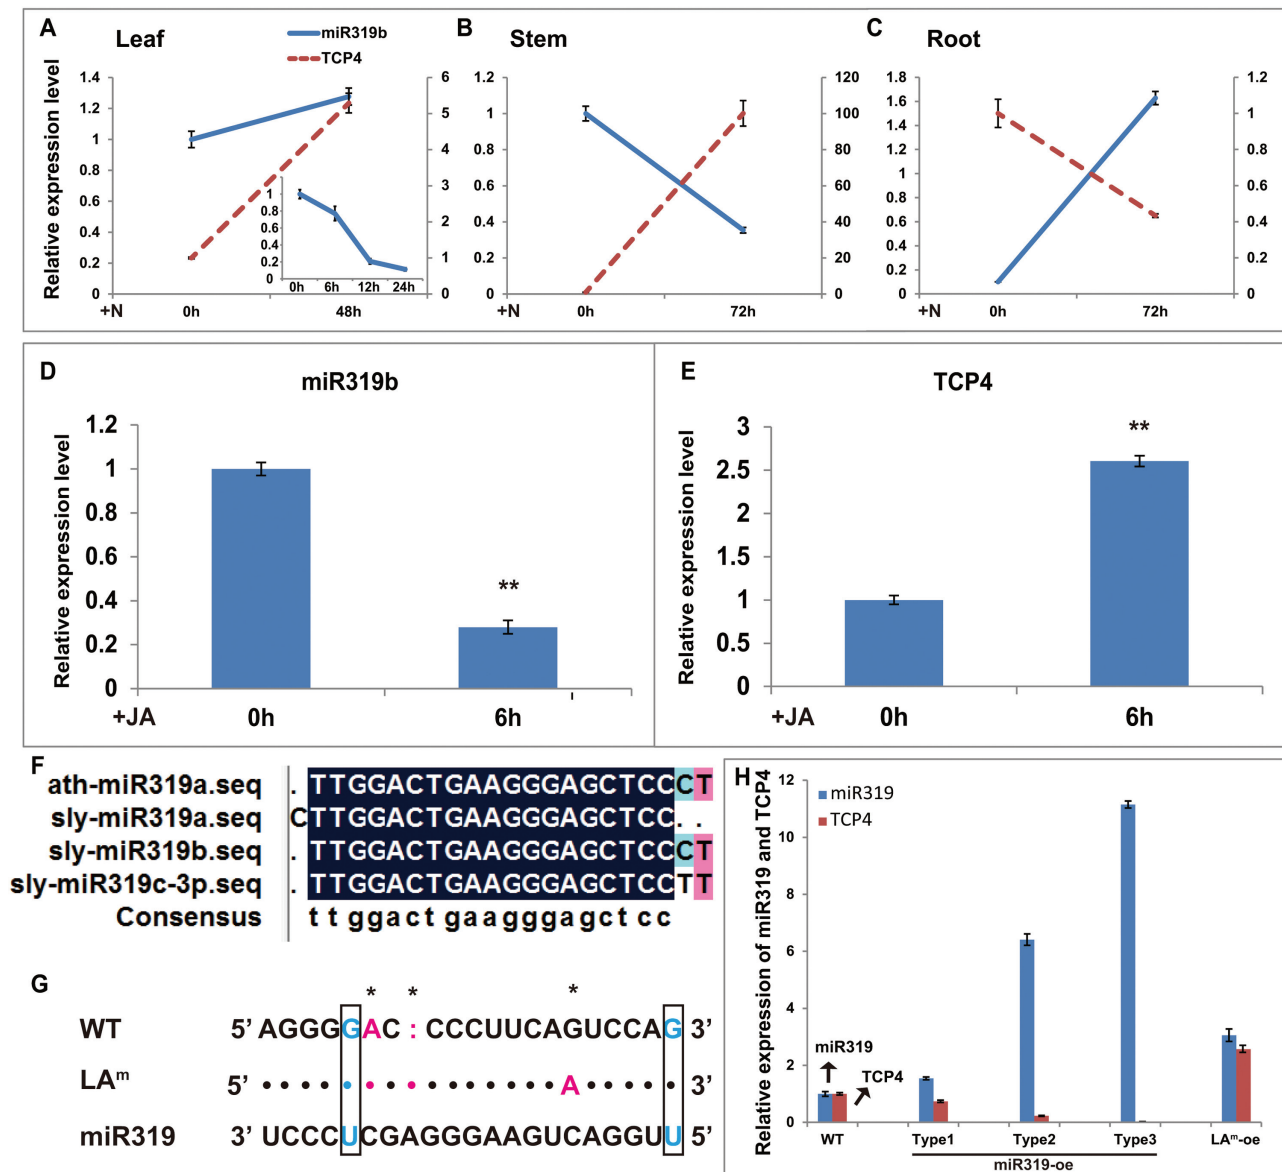 A
Leaf
miR319b
TCP4
B
Stem
C
Root
Relative expression level
1.4
1.2
1
0.8
0.6
0.4
0.2
0
6
5
4
3
2
1
0
1
0.8
0.6
0.4
0.2
0
0h 6h 12h 24h
+N 0h 48h
1.2
1
0.8
0.6
0.4
0.2
0
120
100
80
60
40
20
0
+N 0h 72h
1.8
1.6
1.4
1.2
1
0.8
0.6
0.4
0.2
0
1.2
1
0.8
0.6
0.4
0.2
0
+N 0h 72h
D
miR319b
Relative expression level
1.2
1
0.8
0.6
0.4
0.2
0
**
+JA 0h 6h
E
TCP4
Relative expression level
3
2.5
2
1.5
1
0.5
0
**
+JA 0h 6h
F
ath-miR319a.seq . TTGGACTGAAGGGAGCTCCCT
sly-miR319a.seq CTTGGACTGAAGGGAGCTCC. .
sly-miR319b.seq . TTGGACTGAAGGGAGCTCCCT
sly-miR319c-3p.seq . TTGGACTGAAGGGAGCTCCTT
Consensus ttggactgaagggagctcc
G
* * *
WT 5’ AGGGGAC : CCCUUCAGUCCAG 3’
LAm 5’ • • • • • • • • • • • • • • A • • • • • 3’
miR319 3’ UCCCUCGAGGGAAGUCAGGUU 5’
H
Relative expression of miR319 and TCP4
12
10
8
6
4
2
0
miR319
TCP4
miR319
TCP4
WT Type1 Type2 Type3 LAm-oe
miR319-oe